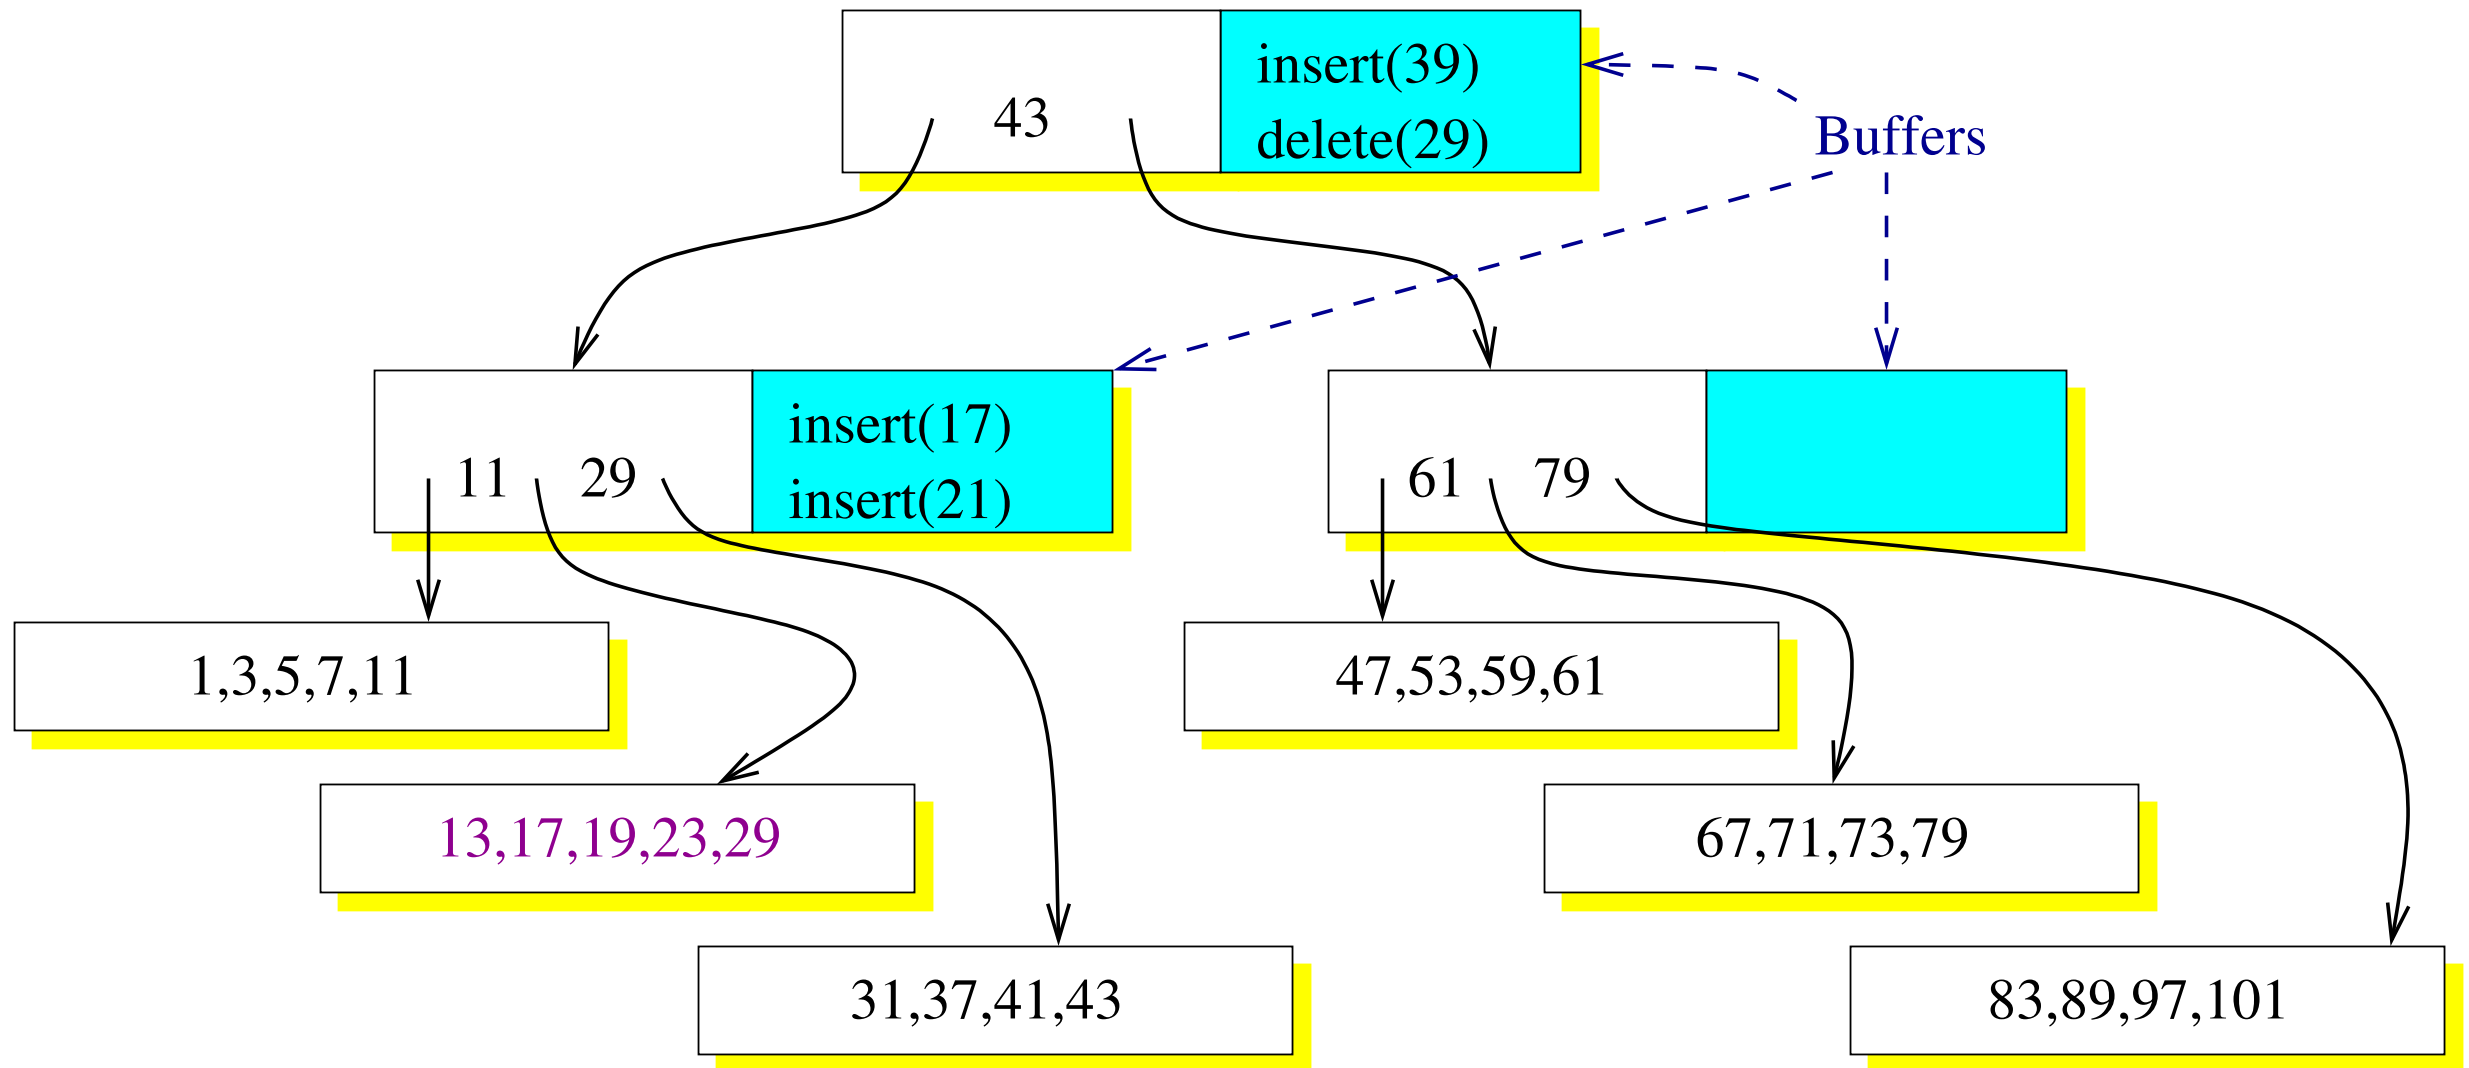 insert(39)
43
delete(29)
Buffers
insert(17)
11 29
insert(21)
61 79
1,3,5,7,11
47,53,59,61
13,17,19,23,29
67,71,73,79
31,37,41,43
83,89,97,101